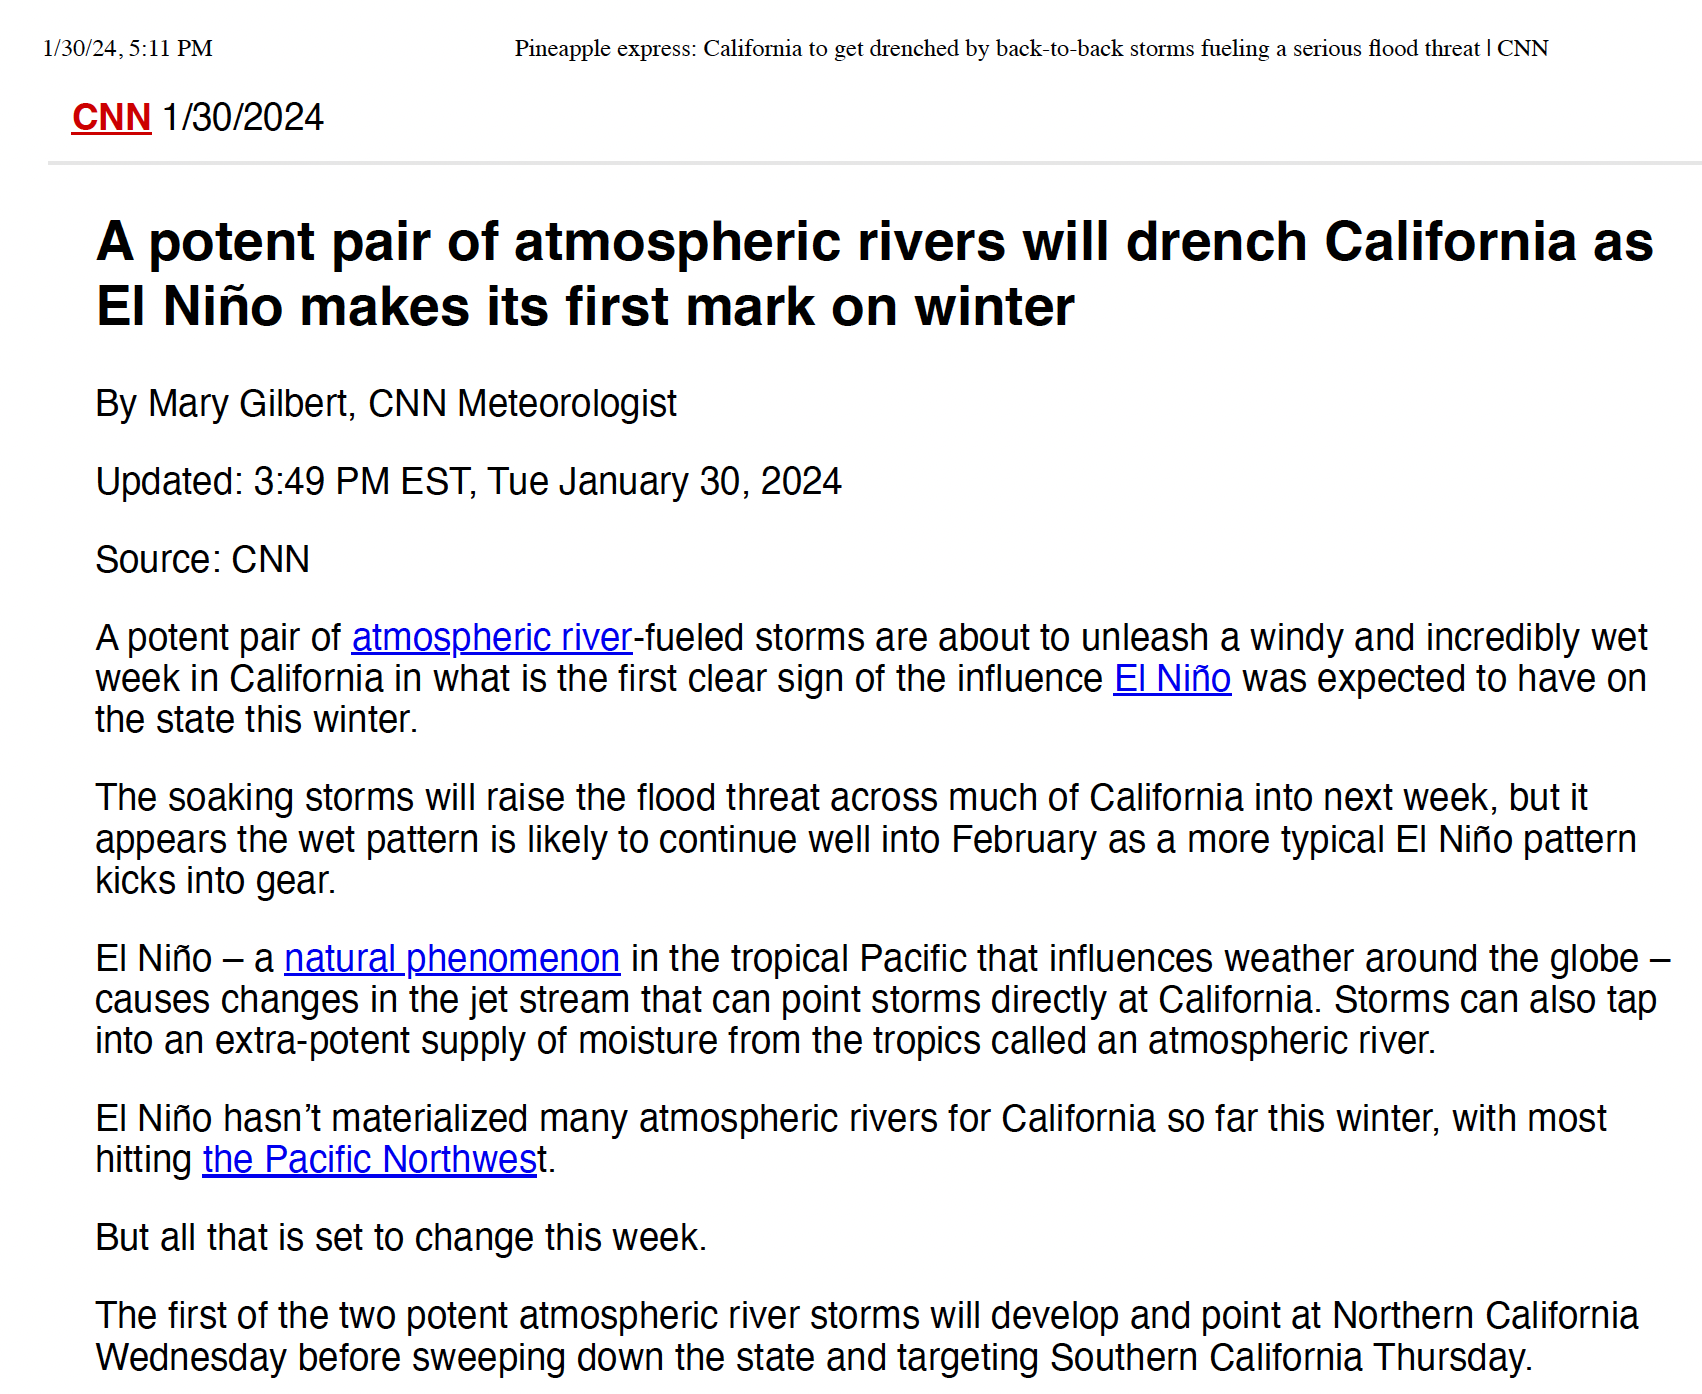 1/30/24, 5:11 PM Pineapple express: California to get drenched by back-to-back storms fueling a serious flood threat | CNN
CNN 1/30/2024
A potent pair of atmospheric rivers will drench California as
El Niño makes its first mark on winter
By Mary Gilbert, CNN Meteorologist
Updated: 3:49 PM EST, Tue January 30, 2024
Source: CNN
A potent pair of atmospheric river-fueled storms are about to unleash a windy and incredibly wet
week in California in what is the first clear sign of the influence El Niño was expected to have on
the state this winter.
The soaking storms will raise the flood threat across much of California into next week, but it
appears the wet pattern is likely to continue well into February as a more typical El Niño pattern
kicks into gear.
El Niño – a natural phenomenon in the tropical Pacific that influences weather around the globe –
causes changes in the jet stream that can point storms directly at California. Storms can also tap
into an extra-potent supply of moisture from the tropics called an atmospheric river.
El Niño hasn’t materialized many atmospheric rivers for California so far this winter, with most
hitting the Pacific Northwest.
But all that is set to change this week.
The first of the two potent atmospheric river storms will develop and point at Northern California
Wednesday before sweeping down the state and targeting Southern California Thursday.